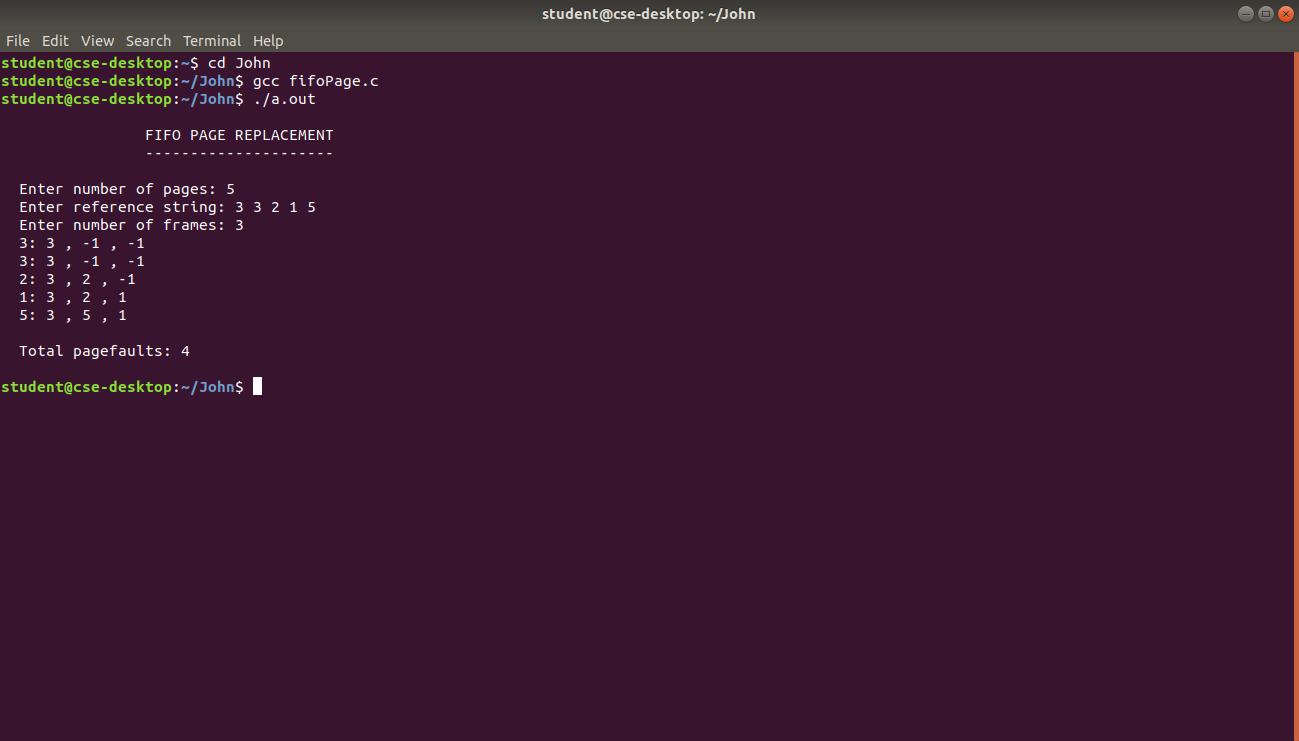 student@cse-desktop: ~/John
File Edit View Search Terminal Help
student@cse-desktop:~$ cd John
student@cse-desktop:~/John$ gcc fifoPage.c
student@cse-desktop:~/John$ ./a.out
FIFO PAGE REPLACEMENT
---------------------
Enter number of pages: 5
Enter reference string: 3 3 2 1 5
Enter number of frames: 3
3: 3 , -1 , -1
3: 3 , -1 , -1
2: 3 , 2 , -1
1: 3 , 2 , 1
5: 3 , 5 , 1
Total pagefaults: 4
student@cse-desktop:~/John$